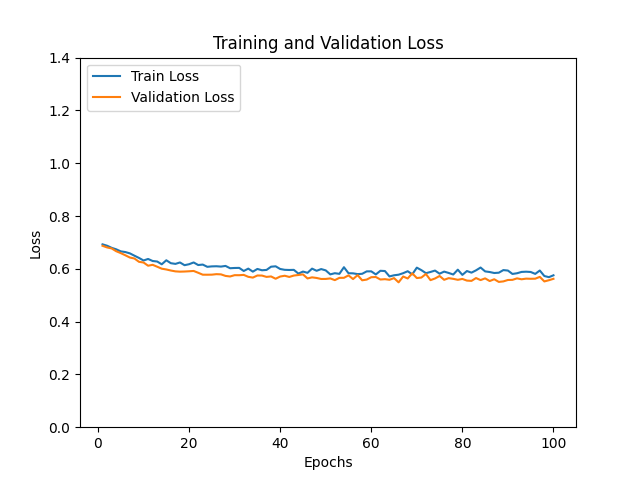 Training and Validation Loss
Train Loss
Validation Loss
Loss
1.4
1.2
1.0
0.8
0.6
0.4
0.2
0.0
0 20 40 60 80 100
Epochs